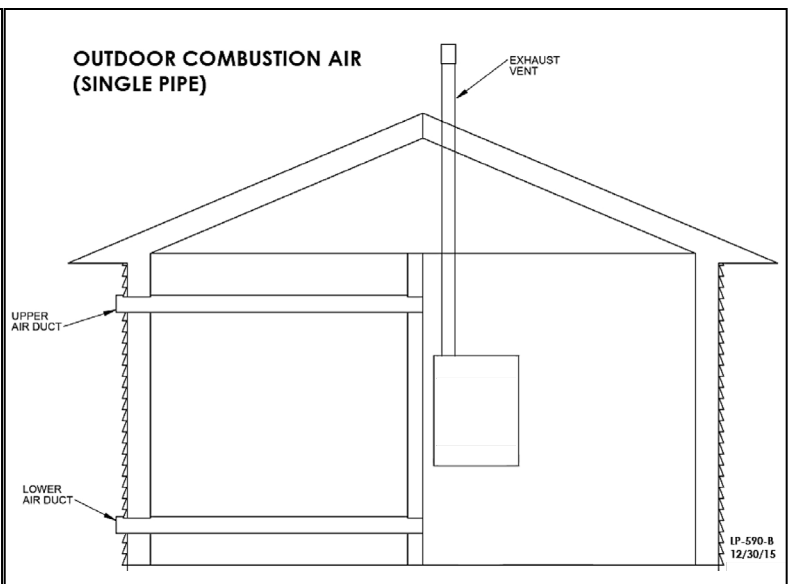 OUTDOOR COMBUSTION AIR
(SINGLE PIPE)
EXHAUST
VENT
UPPER
AIR DUCT
LOWER
AIR DUCT
LP-590-B
12/30/15